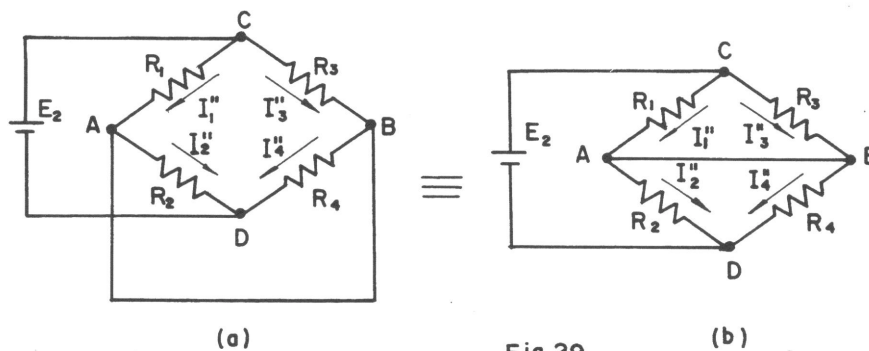 C
R₁
R₃
E₂
A
I₁"
I₃"
B
I₂"
I₄"
R₂
R₄
D
(a)
≡
C
R₁
R₃
E₂
A
I₁"
I₃"
I₂"
I₄"
R₂
R₄
D
(b)